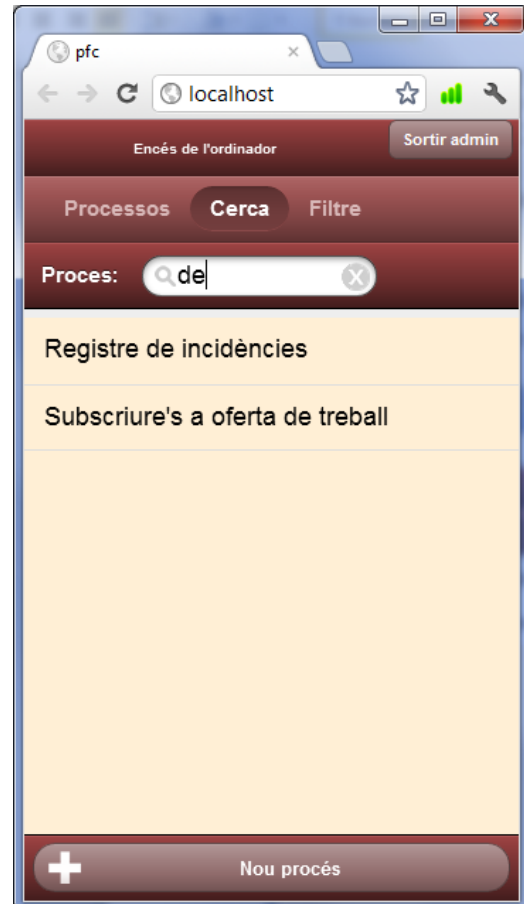 pfc
localhost
Encés de l'ordinador
Sortir admin
Processos Cerca Filtre
Proces: de
Registre de incidències
Subscriure's a oferta de treball
Nou procés